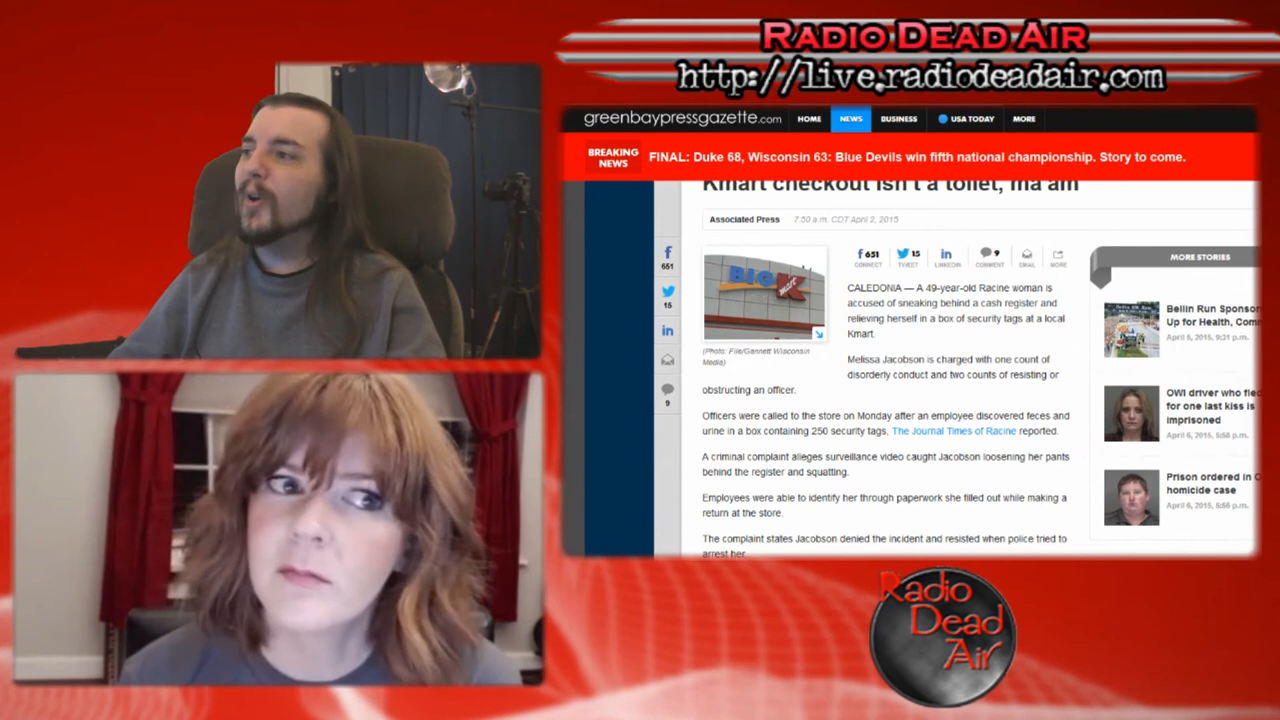 RADIO DEAD AIR
http://live.radiodeadair.com
greenbaypressgazette.com
HOME
NEWS
BUSINESS
USA TODAY
MORE
BREAKING
NEWS
FINAL: Duke 68, Wisconsin 63: Blue Devils win fifth national championship. Story to come.
Kmart checkout isn't a toilet, ma'am
Associated Press
7:30 a.m. CDT April 2, 2015
651
15
9
BIG K
mart
(Photo: File/Gannett Wisconsin
Media)
651
CONNECT
15
TWEET
LINKEDIN
9
COMMENT
EMAIL
MORE
CALEDONIA — A 49-year-old Racine woman is
accused of sneaking behind a cash register and
relieving herself in a box of security tags at a local
Kmart.
Melissa Jacobson is charged with one count of
disorderly conduct and two counts of resisting or
obstructing an officer.
Officers were called to the store on Monday after an employee discovered feces and
urine in a box containing 250 security tags, The Journal Times of Racine reported.
A criminal complaint alleges surveillance video caught Jacobson loosening her pants
behind the register and squatting.
Employees were able to identify her through paperwork she filled out while making a
return at the store.
The complaint states Jacobson denied the incident and resisted when police tried to
arrest her.
MORE STORIES
Bellin Run Sponsor
Up for Health, Com
April 6, 2015, 9:31 p.m.
OWI driver who fled
for one last kiss is
imprisoned
April 6, 2015, 5:58 p.m.
Prison ordered in
homicide case
April 6, 2015, 5:56 p.m.
Radio
Dead
Air